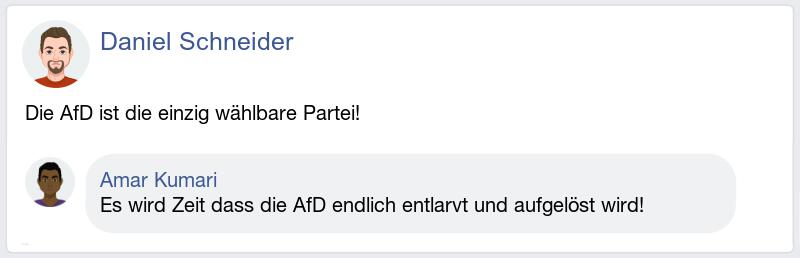 Daniel Schneider
Die AfD ist die einzig wählbare Partei!
Amar Kumari
Es wird Zeit dass die AfD endlich entlarvt und aufgelöst wird!